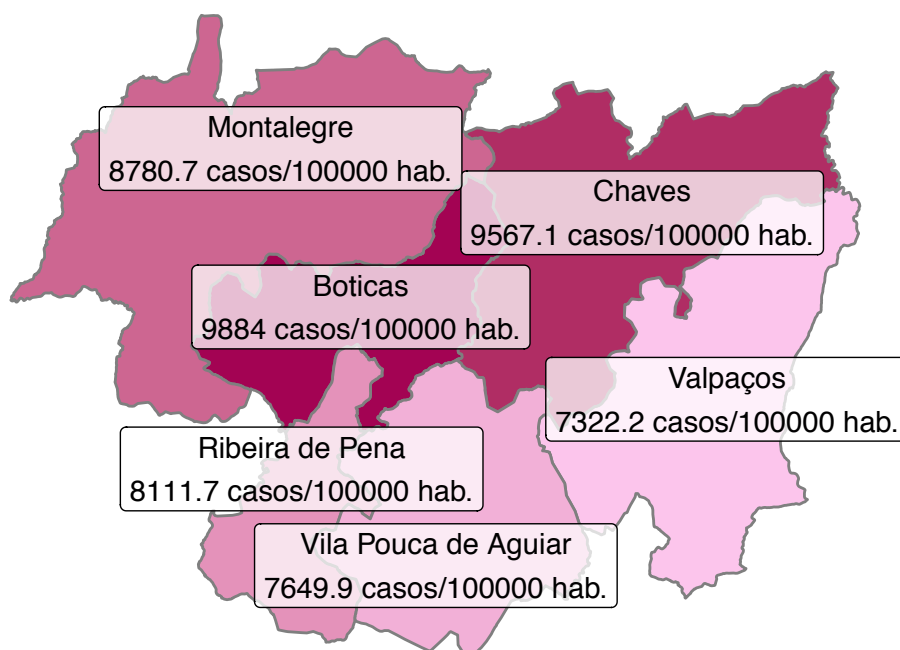 Montalegre
8780.7 casos/100000 hab.
Chaves
9567.1 casos/100000 hab.
Boticas
9884 casos/100000 hab.
Valpaços
7322.2 casos/100000 hab.
Ribeira de Pena
8111.7 casos/100000 hab.
Vila Pouca de Aguiar
7649.9 casos/100000 hab.